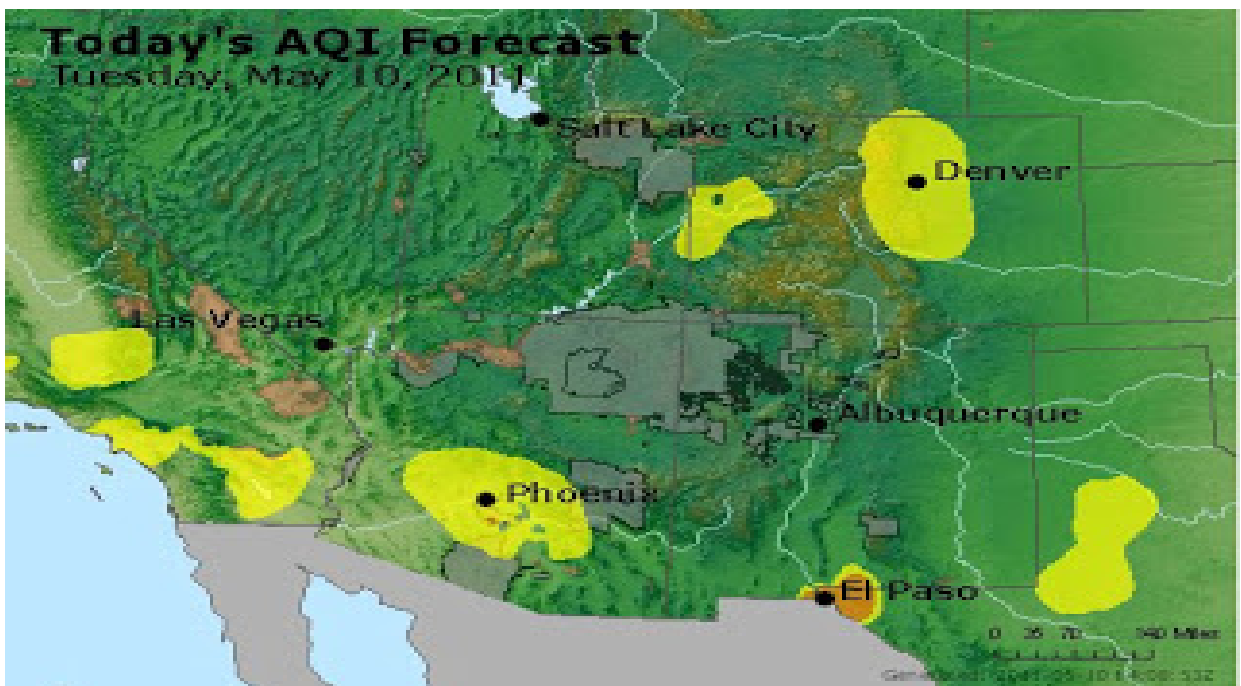 Today's AQI Forecast
Tuesday, May 10, 2011
Salt Lake City
Denver
Las Vegas
Albuquerque
Phoenix
El Paso
0 35 70 140 Miles